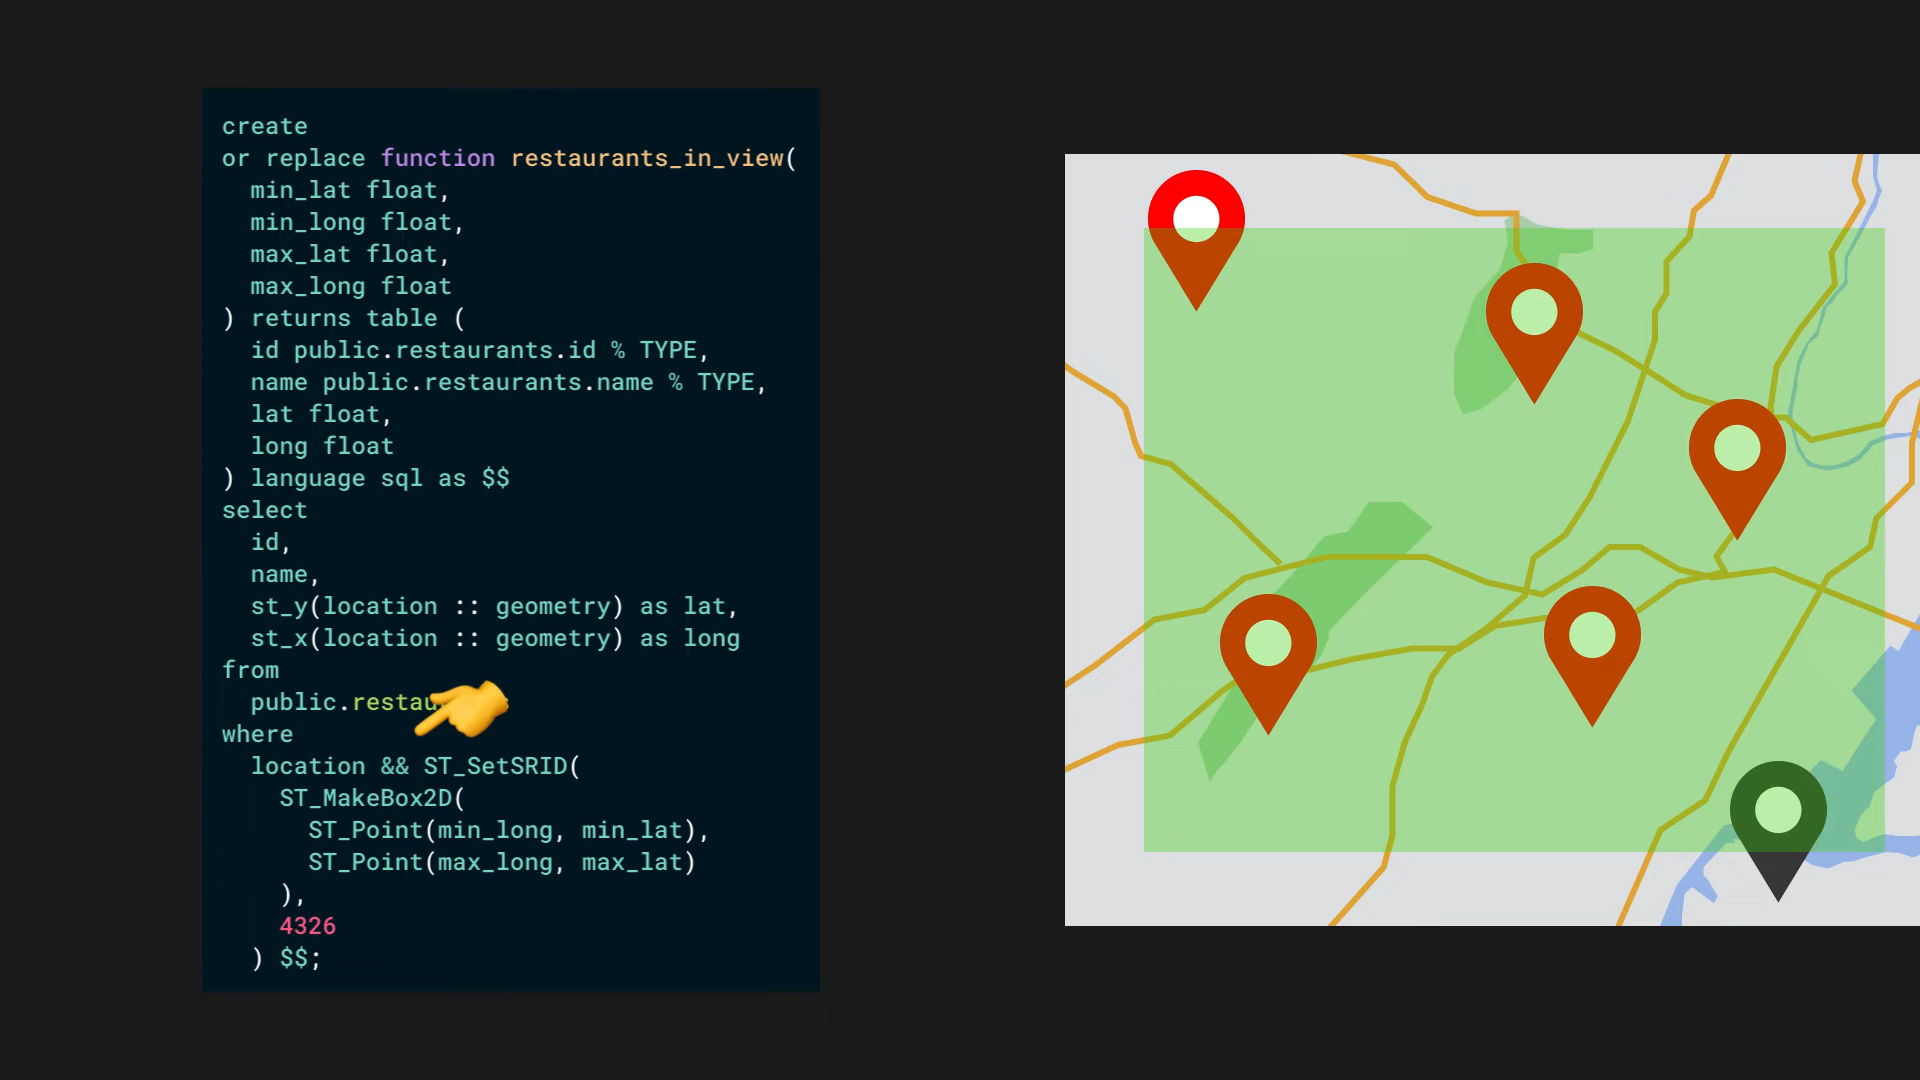 create
or replace function restaurants_in_view(
min_lat float,
min_long float,
max_lat float,
max_long float
) returns table (
id public.restaurants.id % TYPE,
name public.restaurants.name % TYPE,
lat float,
long float
) language sql as $$
select
id,
name,
st_y(location :: geometry) as lat,
st_x(location :: geometry) as long
from
public.
where
location && ST_SetSRID(
ST_MakeBox2D(
ST_Point(min_long, min_lat),
ST_Point(max_long, max_lat)
),
4326
) $$;